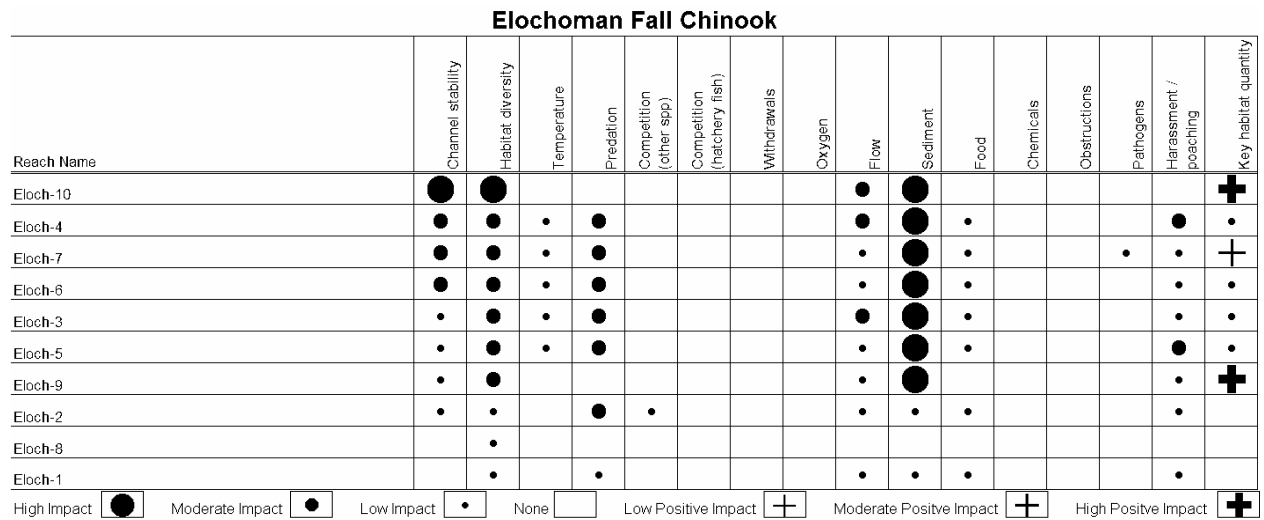 Elochoman Fall Chinook
Reach Name
Channel stability
Habitat diversity
Temperature
Predation
Competition
(other spp)
Competition
(hatchery fish)
Withdrawals
Oxygen
Flow
Sediment
Food
Chemicals
Obstructions
Pathogens
Harassment /
poaching
Key habitat quantity
Eloch-10
Eloch-4
Eloch-7
Eloch-6
Eloch-3
Eloch-5
Eloch-9
Eloch-2
Eloch-8
Eloch-1
High Impact Moderate Impact Low Impact None Low Positive Impact Moderate Positve Impact High Positve Impact